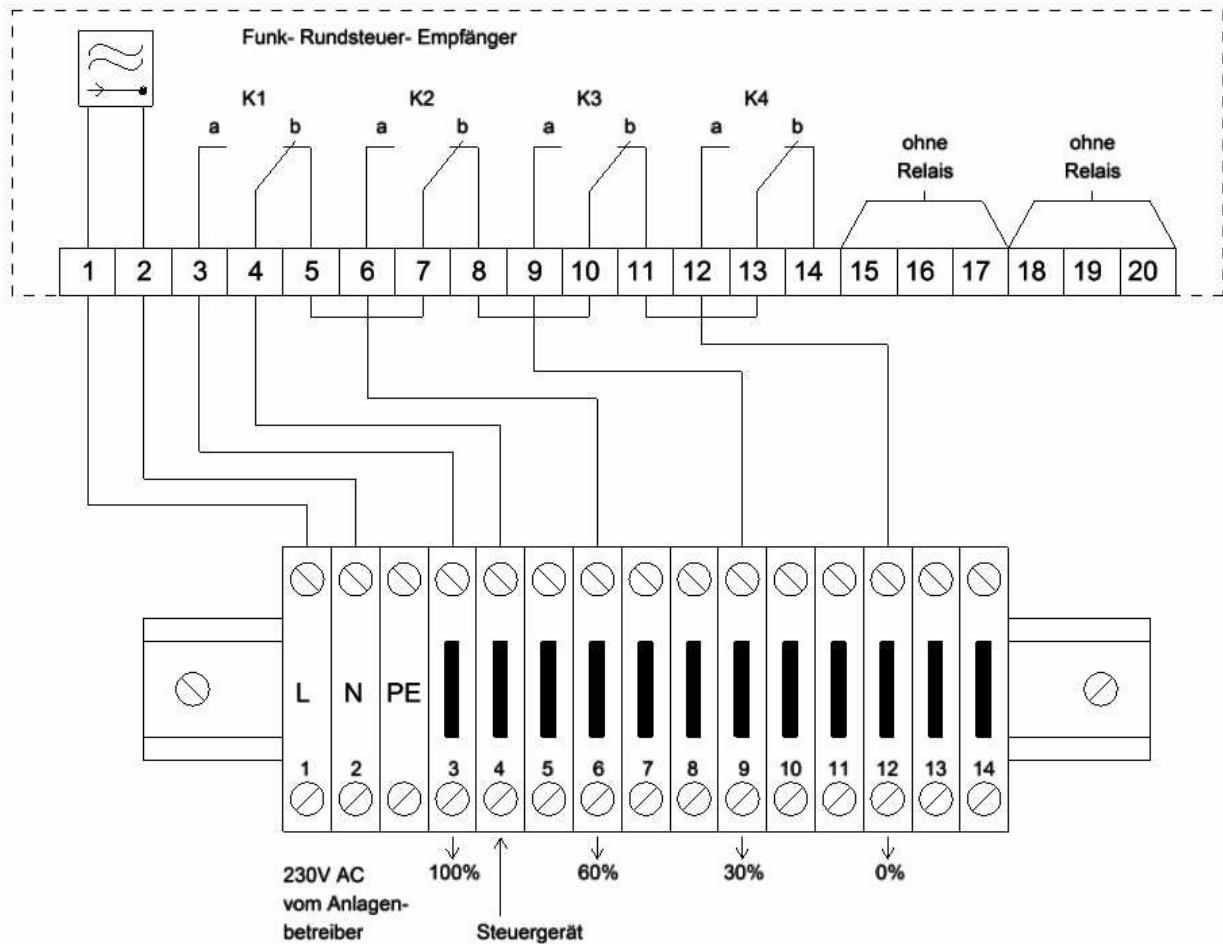 Funk- Rundsteuer- Empfänger
K1 K2 K3 K4
a b a b a b a b
ohne
Relais
ohne
Relais
1 2 3 4 5 6 7 8 9 10 11 12 13 14 15 16 17 18 19 20
L N PE
1 2 3 4 5 6 7 8 9 10 11 12 13 14
100% 60% 30% 0%
230V AC
vom Anlagen-
betreiber
Steuergerät